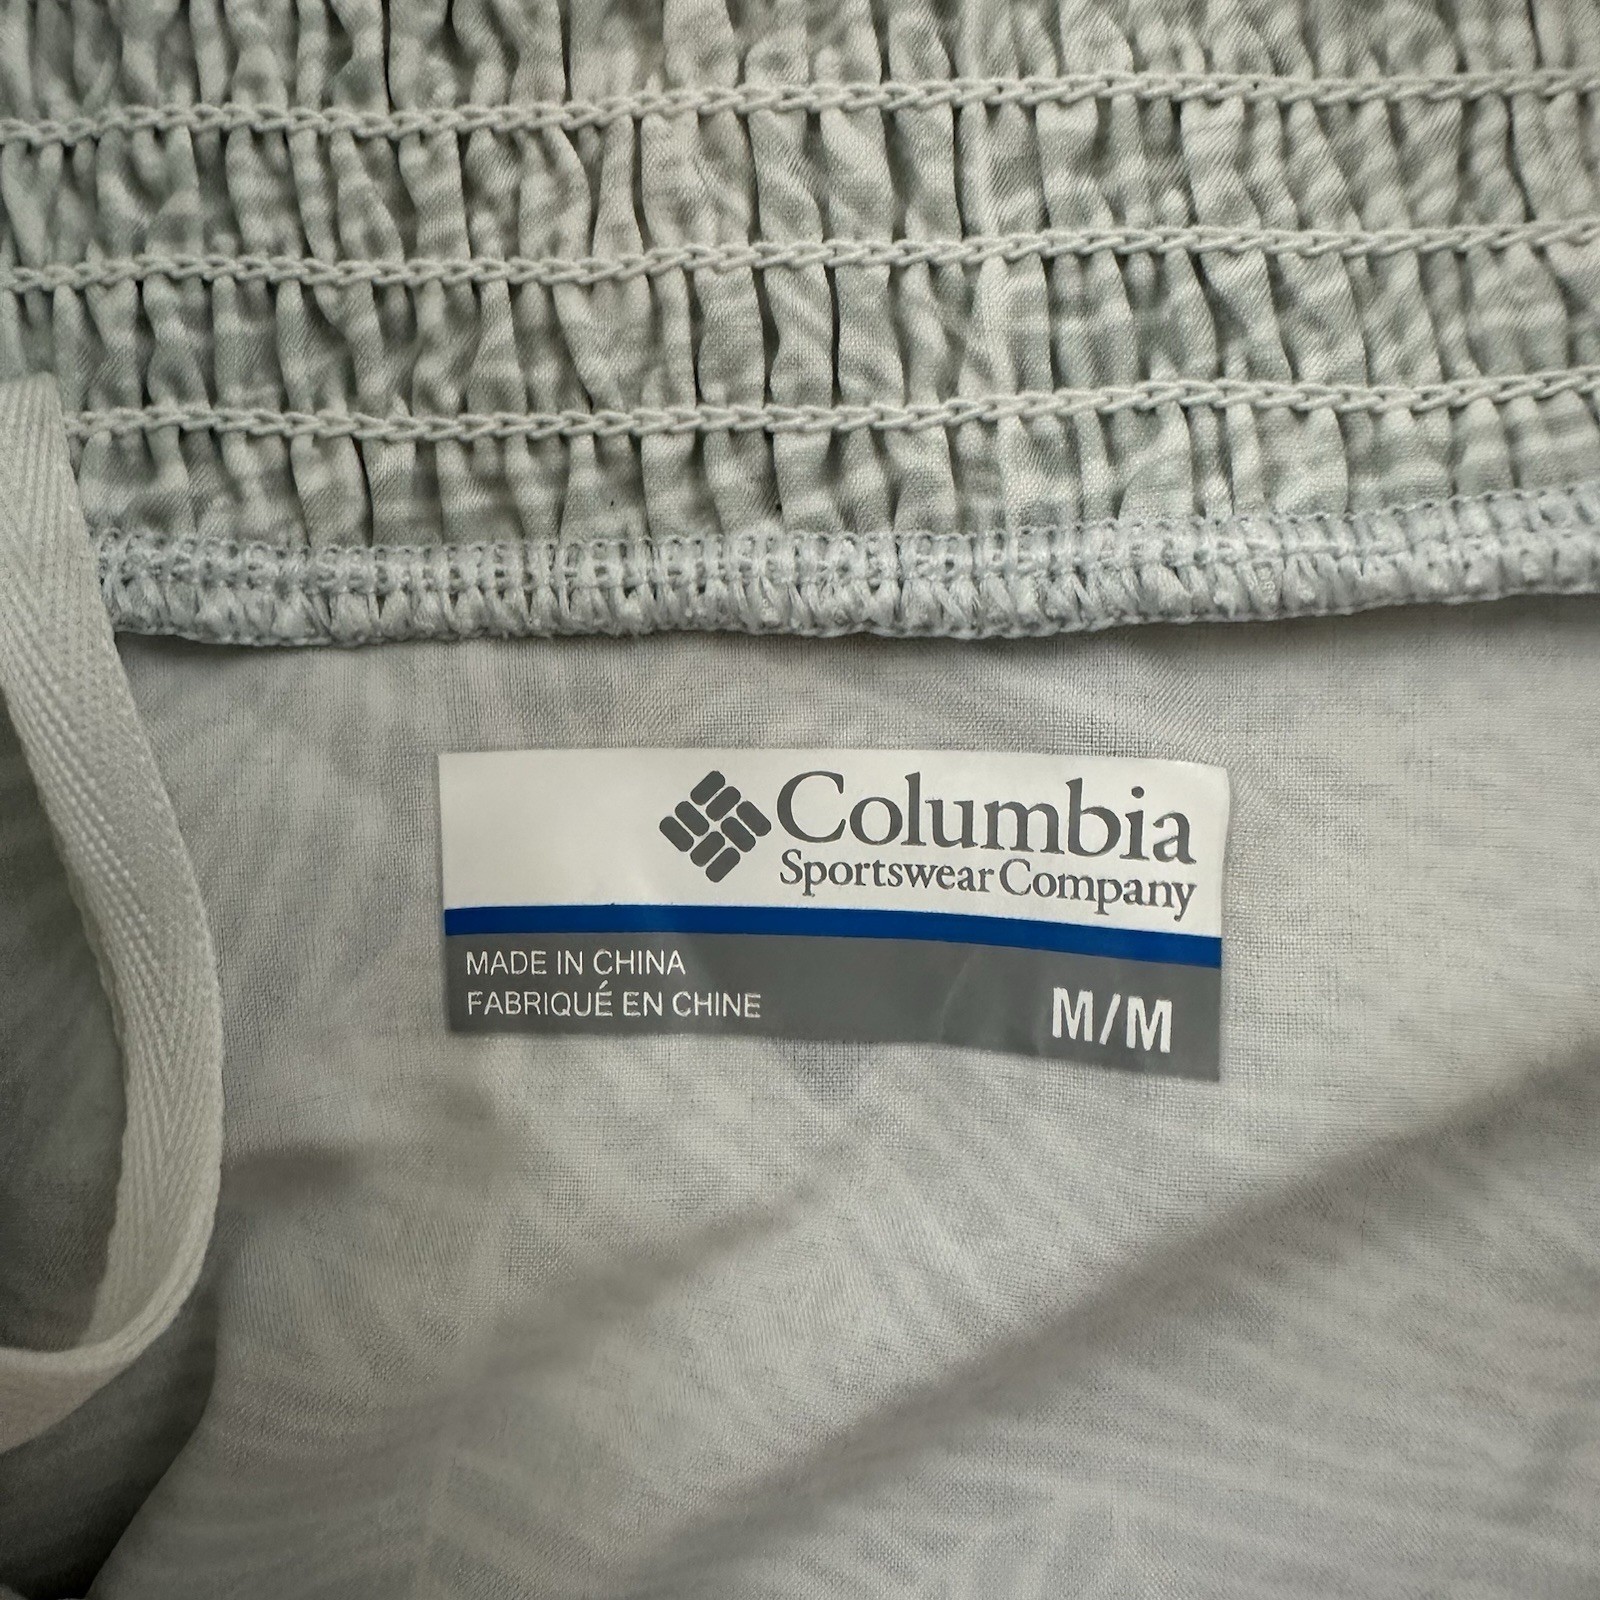 Columbia
Sportswear Company
MADE IN CHINA
FABRIQUÉ EN CHINE
M/M